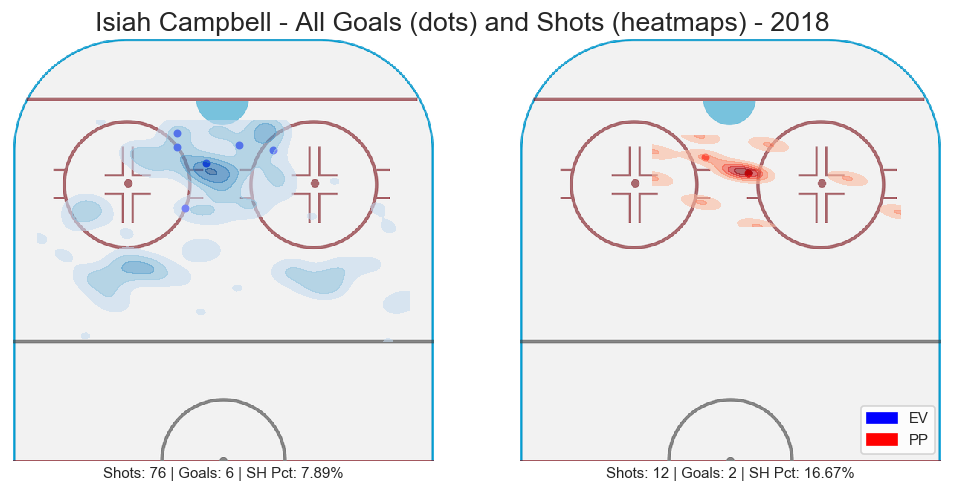 Isiah Campbell - All Goals (dots) and Shots (heatmaps) - 2018
EV
PP
Shots: 76 | Goals: 6 | SH Pct: 7.89%
Shots: 12 | Goals: 2 | SH Pct: 16.67%